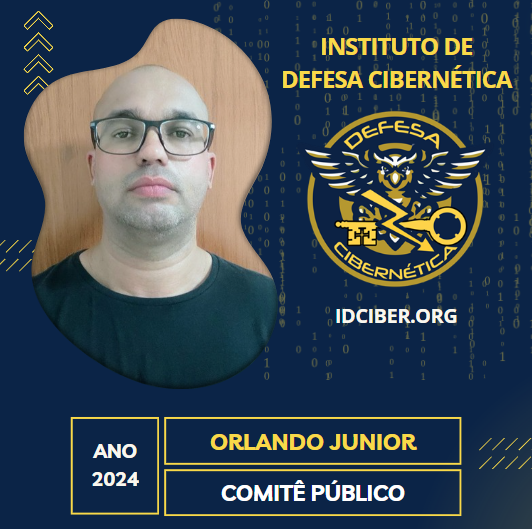 INSTITUTO DE
DEFESA CIBERNÉTICA
DEFESA
CIBERNÉTICA
IDCIBER.ORG
ANO
2024
ORLANDO JUNIOR
COMITÊ PÚBLICO